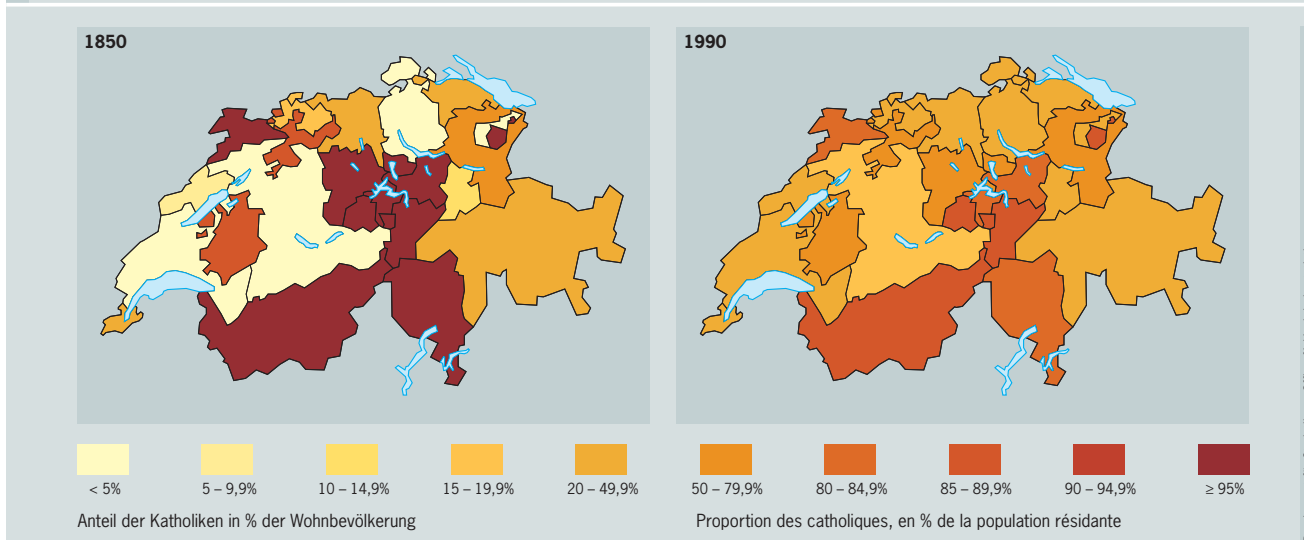 1850
1990
< 5%
5 – 9,9%
10 – 14,9%
15 – 19,9%
20 – 49,9%
50 – 79,9%
80 – 84,9%
85 – 89,9%
90 – 94,9%
≥ 95%
Anteil der Katholiken in % der Wohnbevölkerung
Proportion des catholiques, en % de la population résidante